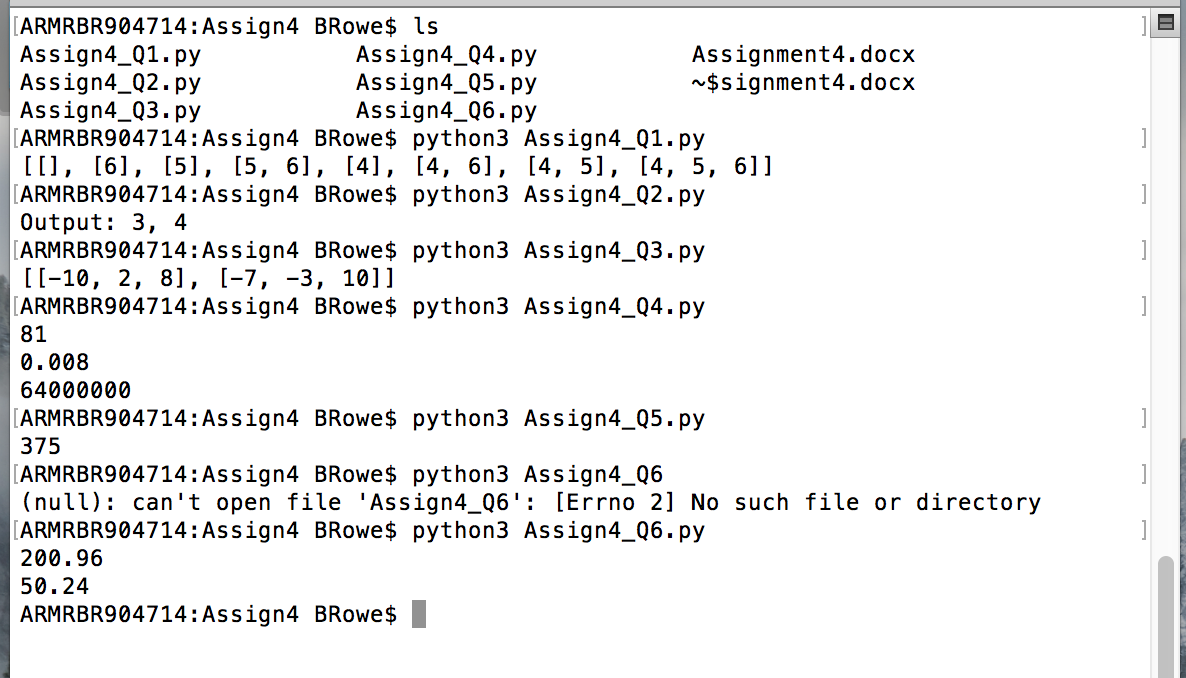 [ARMRBR904714:Assign4 BRowe$ ls ]
Assign4_Q1.py Assign4_Q4.py Assignment4.docx
Assign4_Q2.py Assign4_Q5.py ~$signment4.docx
Assign4_Q3.py Assign4_Q6.py
[ARMRBR904714:Assign4 BRowe$ python3 Assign4_Q1.py ]
[[], [6], [5], [5, 6], [4], [4, 6], [4, 5], [4, 5, 6]]
[ARMRBR904714:Assign4 BRowe$ python3 Assign4_Q2.py ]
Output: 3, 4
[ARMRBR904714:Assign4 BRowe$ python3 Assign4_Q3.py ]
[[-10, 2, 8], [-7, -3, 10]]
[ARMRBR904714:Assign4 BRowe$ python3 Assign4_Q4.py ]
81
0.008
64000000
[ARMRBR904714:Assign4 BRowe$ python3 Assign4_Q5.py ]
375
[ARMRBR904714:Assign4 BRowe$ python3 Assign4_Q6 ]
(null): can't open file 'Assign4_Q6': [Errno 2] No such file or directory
[ARMRBR904714:Assign4 BRowe$ python3 Assign4_Q6.py ]
200.96
50.24
ARMRBR904714:Assign4 BRowe$